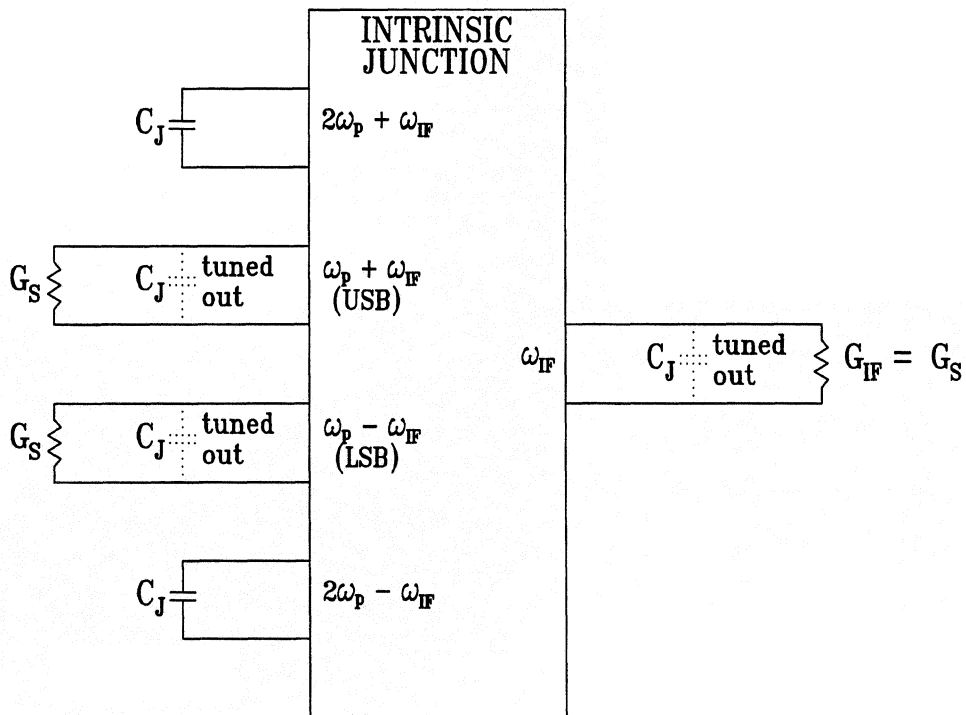 INTRINSIC
JUNCTION
C_J
2ω_p + ω_IF
G_S
C_J tuned
out
ω_p + ω_IF
(USB)
ω_IF
C_J tuned
out
G_IF = G_S
G_S
C_J tuned
out
ω_p − ω_IF
(LSB)
C_J
2ω_p − ω_IF